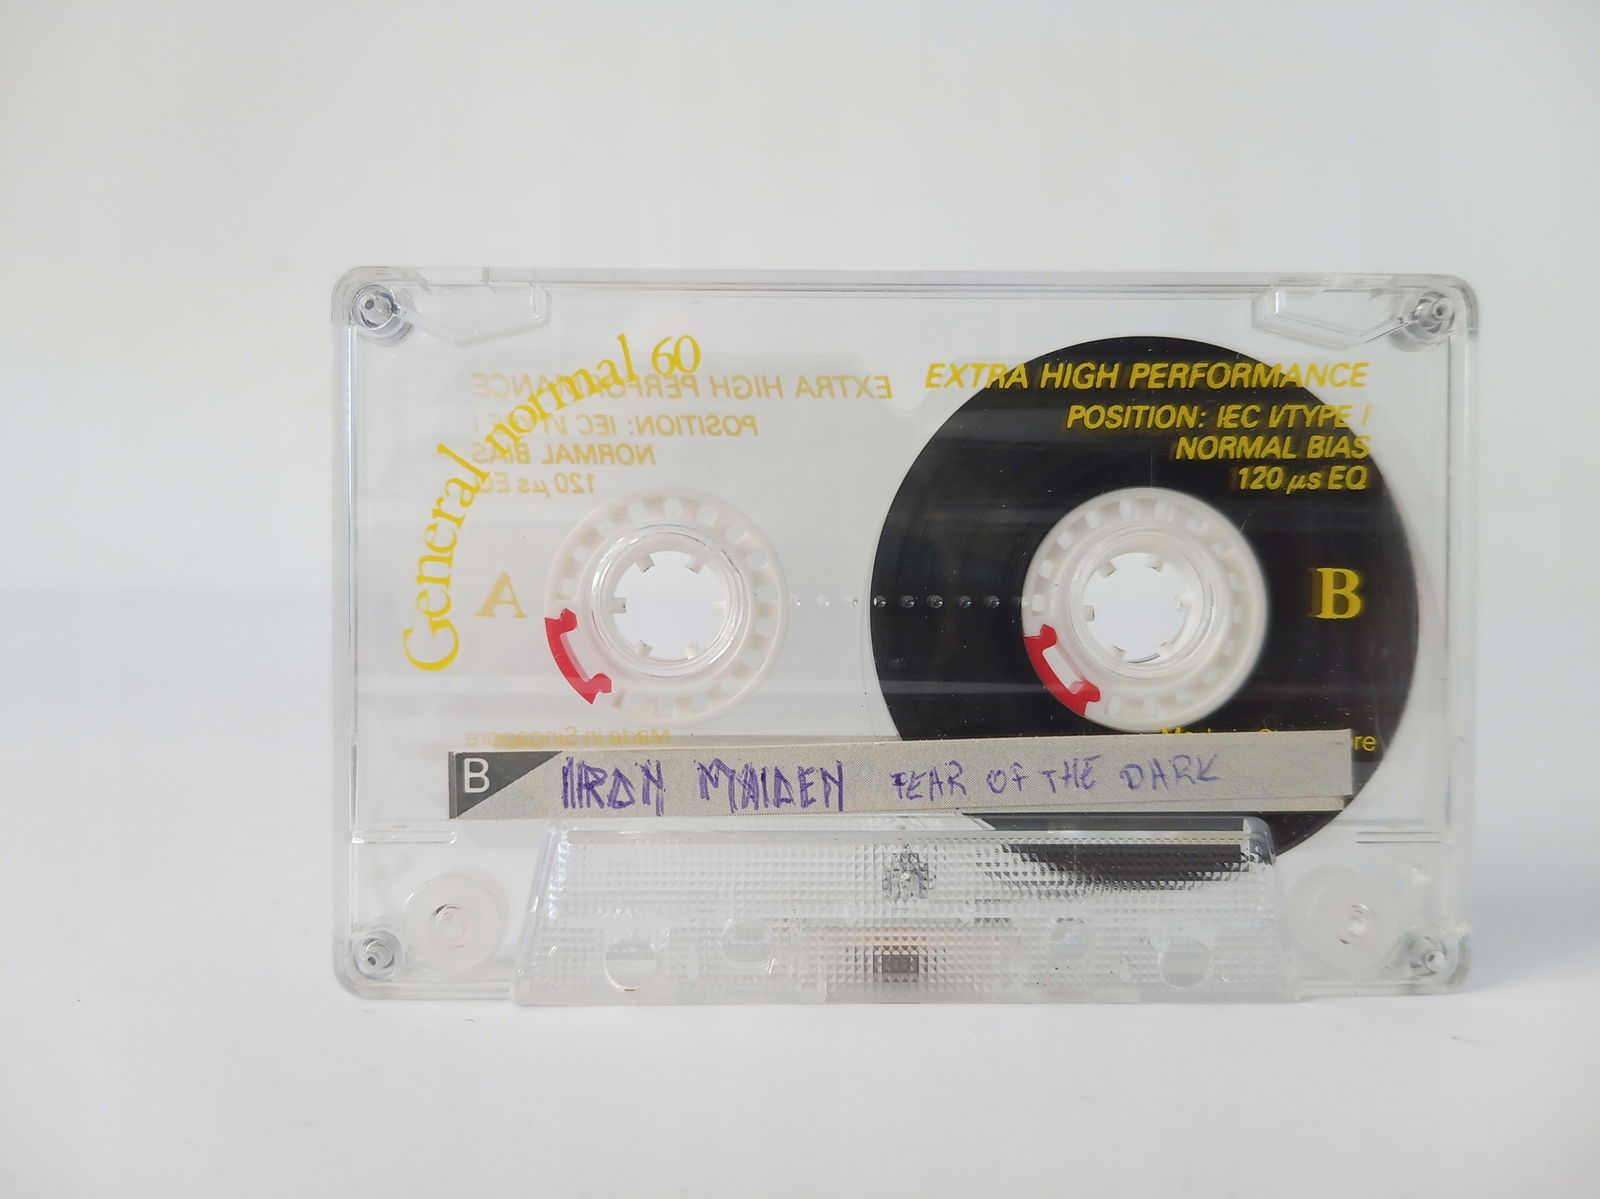 General normal 60
EXTRA HIGH PERFORMANCE
POSITION: IEC I/TYPE I
NORMAL BIAS
120 µs EQ
EXTRA HIGH PERFORMANCE
POSITION: IEC I/TYPE I
NORMAL BIAS
120 µs EQ
A
B
Made in Singapore
B IRON MAIDEN FEAR OF THE DARK